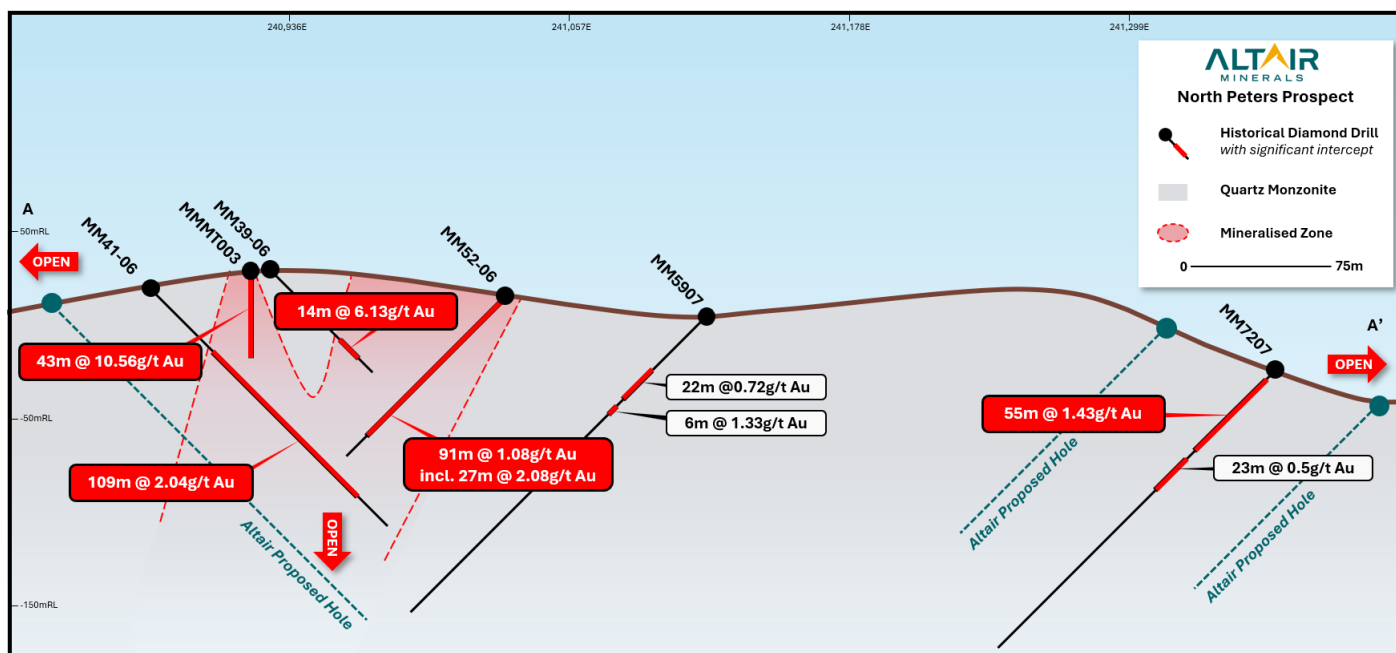 240,936E
241,057E
241,178E
241,299E
ALTAIR
MINERALS
North Peters Prospect
Historical Diamond Drill
with significant intercept
Quartz Monzonite
Mineralised Zone
0
75m
A
50mRL
OPEN
MM41-06
MMMT003
MM39-06
MM52-06
MM5907
MM7207
A’
OPEN
14m @ 6.13g/t Au
43m @ 10.56g/t Au
22m @0.72g/t Au
6m @ 1.33g/t Au
55m @ 1.43g/t Au
-50mRL
91m @ 1.08g/t Au
incl. 27m @ 2.08g/t Au
109m @ 2.04g/t Au
23m @ 0.5g/t Au
OPEN
Altair Proposed Hole
Altair Proposed Hole
Altair Proposed Hole
-150mRL